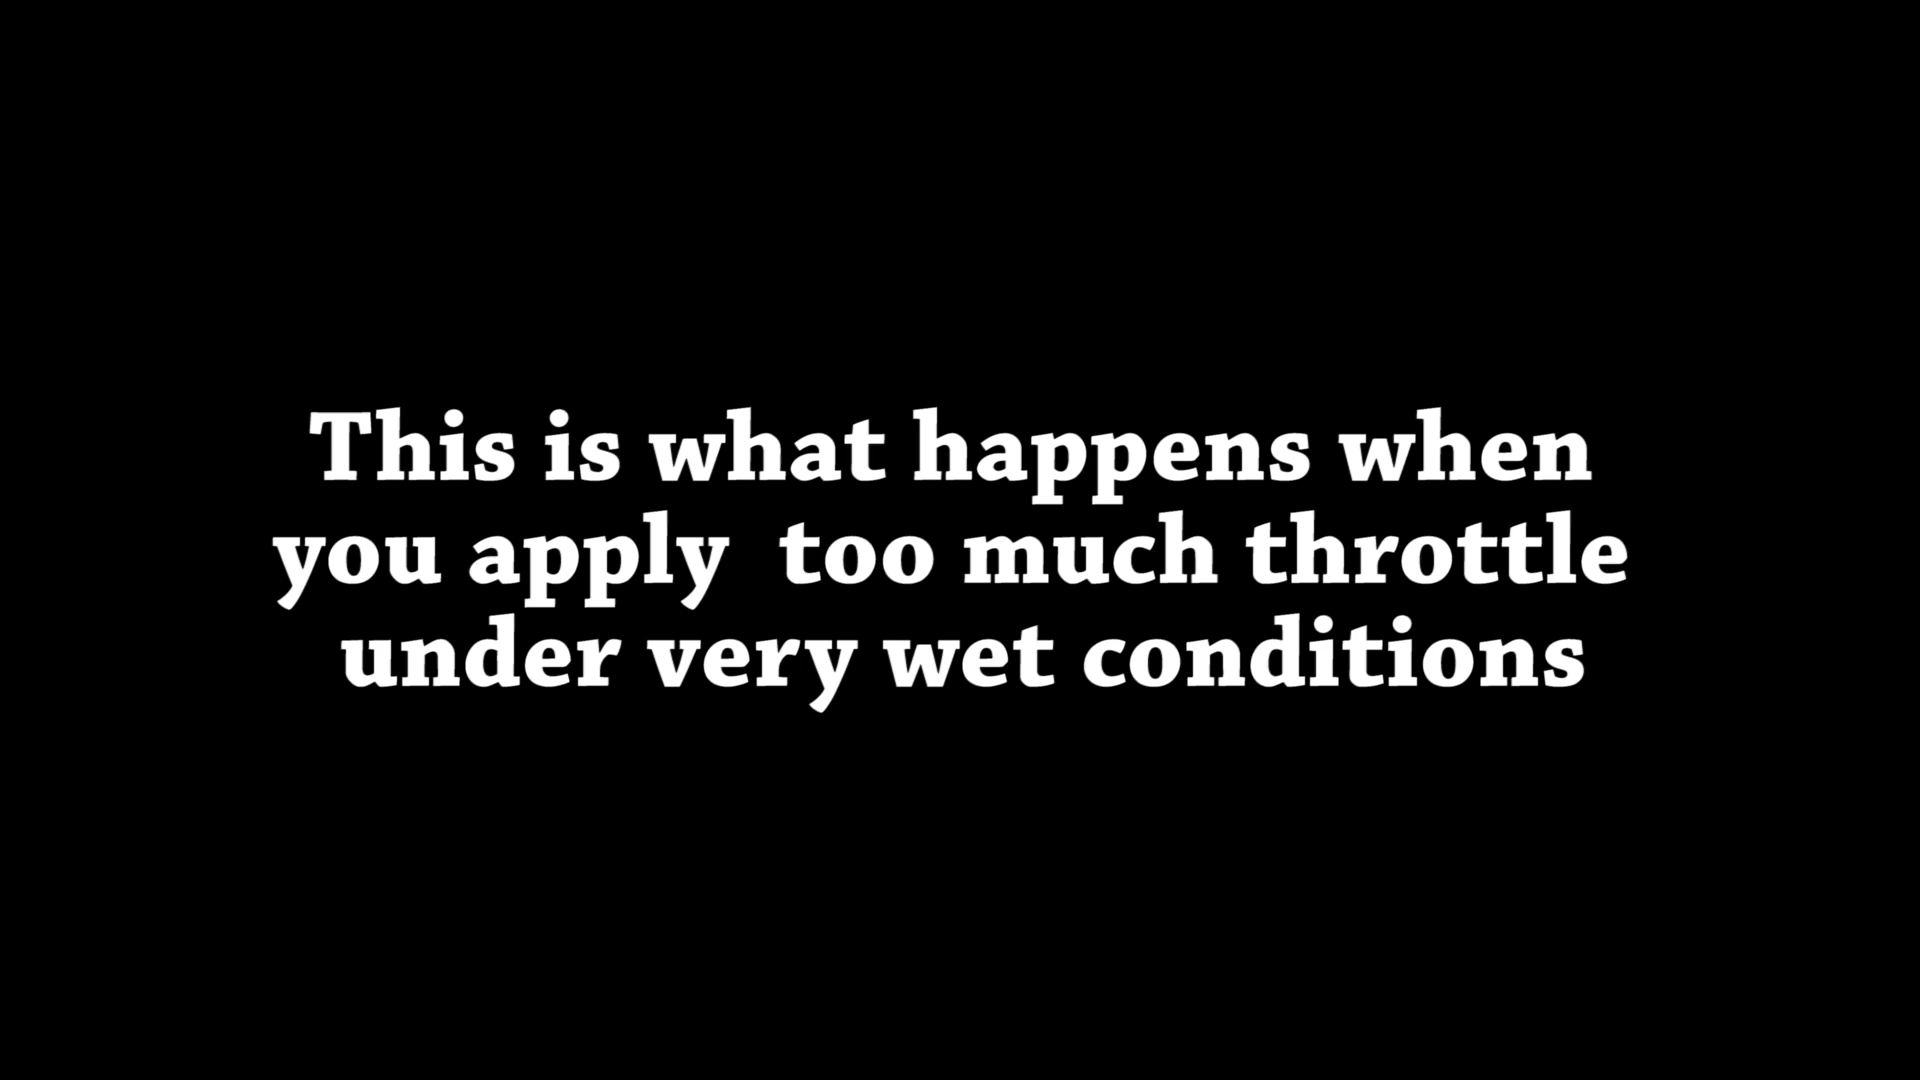 This is what happens when
you apply  too much throttle
under very wet conditions